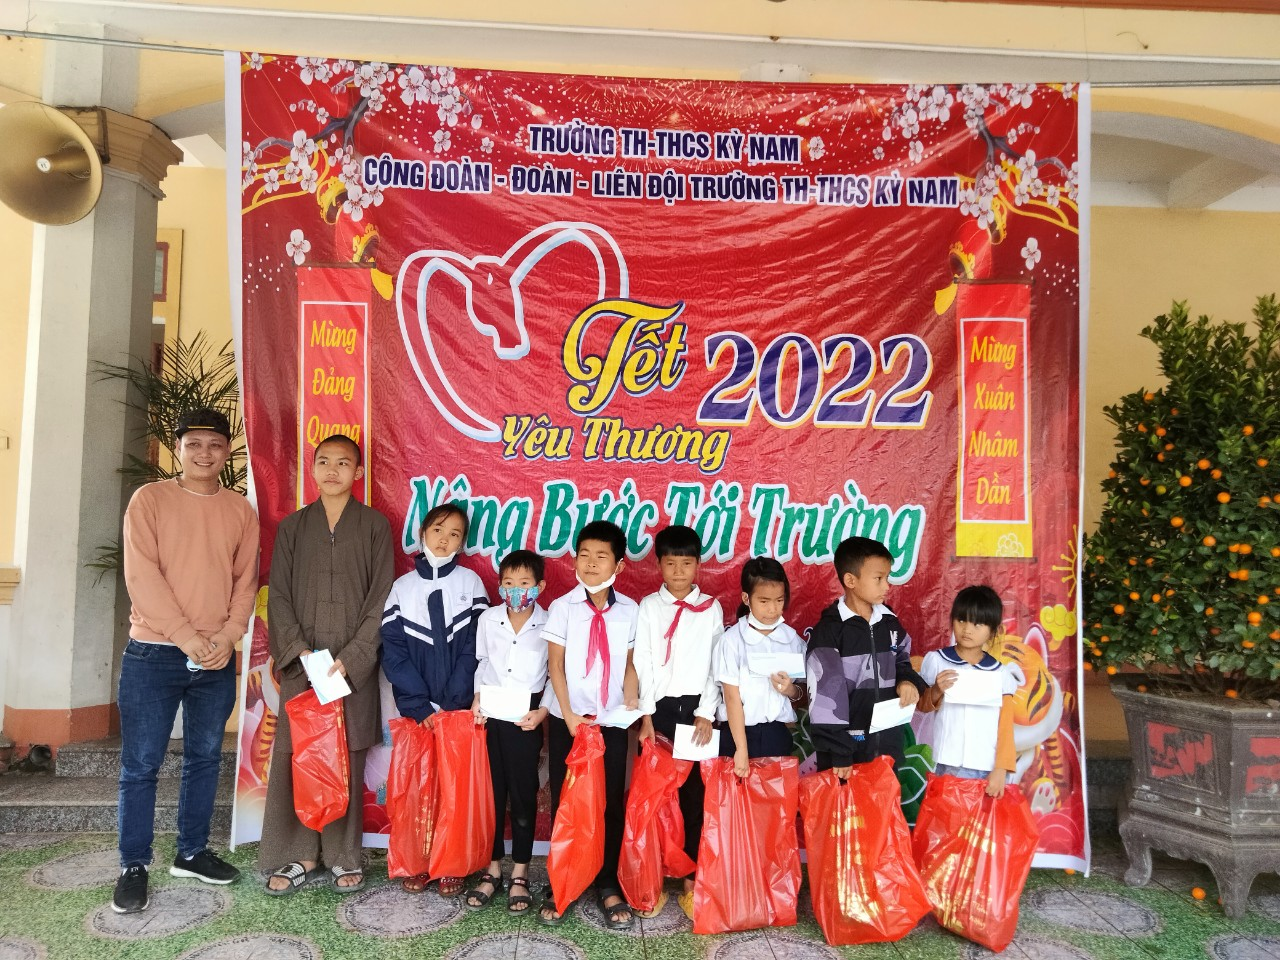 TRƯỜNG TH-THCS KỲ NAM
CÔNG ĐOÀN - ĐOÀN - LIÊN ĐỘI TRƯỜNG TH-THCS KỲ NAM
Tết 2022
Yêu Thương
Nâng Bước Tới Trường
Mừng
Đảng
Quang
Mừng
Xuân
Nhâm
Dần